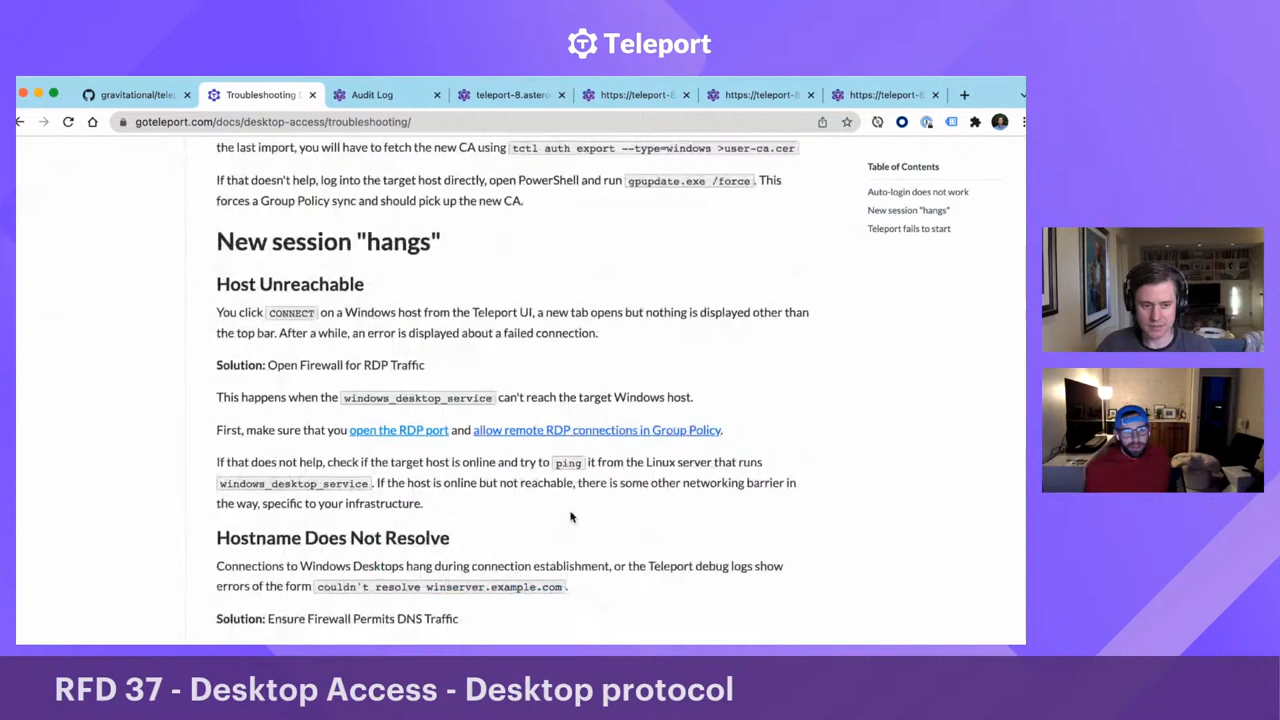 Teleport
gravitational/tele
Troubleshooting
Audit Log
teleport-8.astero
https://teleport-8
https://teleport-8
https://teleport-8
goteleport.com/docs/desktop-access/troubleshooting/
the last import, you will have to fetch the new CA using tctl auth export --type=windows >user-ca.cer
If that doesn't help, log into the target host directly, open PowerShell and run gpupdate.exe /force. This
forces a Group Policy sync and should pick up the new CA.
New session "hangs"
Host Unreachable
You click CONNECT on a Windows host from the Teleport UI, a new tab opens but nothing is displayed other than
the top bar. After a while, an error is displayed about a failed connection.
Solution: Open Firewall for RDP Traffic
This happens when the windows_desktop_service can't reach the target Windows host.
First, make sure that you open the RDP port and allow remote RDP connections in Group Policy.
If that does not help, check if the target host is online and try to ping it from the Linux server that runs
windows_desktop_service. If the host is online but not reachable, there is some other networking barrier in
the way, specific to your infrastructure.
Hostname Does Not Resolve
Connections to Windows Desktops hang during connection establishment, or the Teleport debug logs show
errors of the form couldn't resolve winserver.example.com.
Solution: Ensure Firewall Permits DNS Traffic
Table of Contents
Auto-login does not work
New session "hangs"
Teleport fails to start
RFD 37 - Desktop Access - Desktop protocol